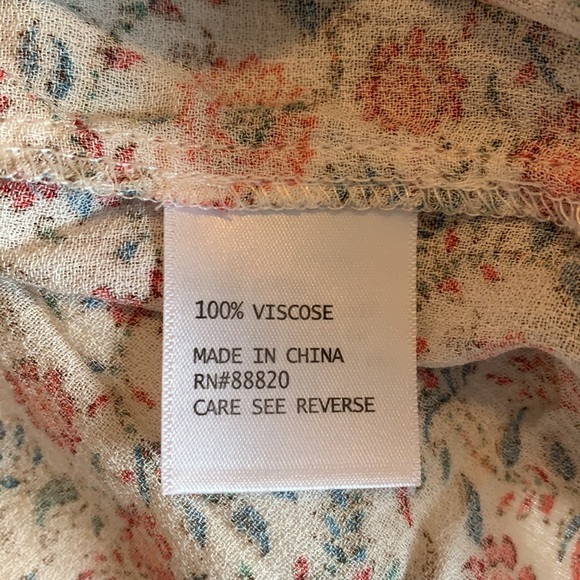 100% VISCOSE
MADE IN CHINA
RN#88820
CARE SEE REVERSE